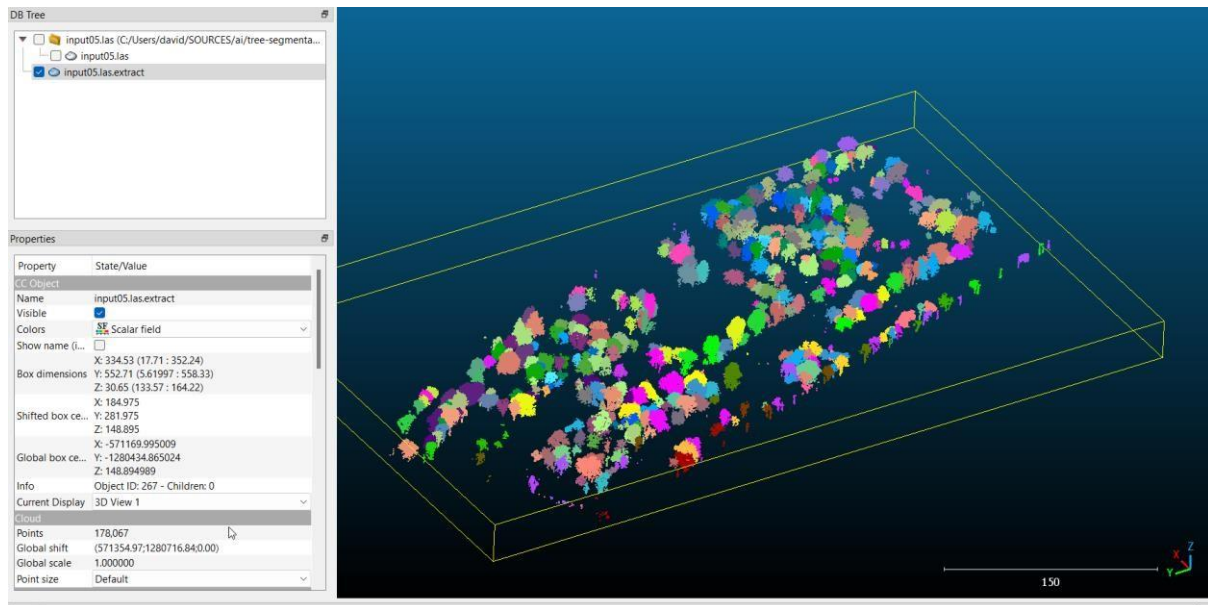 DB Tree
input05.las (C:/Users/david/SOURCES/ai/tree-segmenta...
input05.las
input05.las.extract
Properties
Property State/Value
CC Object
Name input05.las.extract
Visible
Colors SF Scalar field
Show name (i...
Box dimensions X: 334.53 (17.71 : 352.24)
Y: 552.71 (5.61997 : 558.33)
Z: 30.65 (133.57 : 164.22)
Shifted box ce... X: 184.975
Y: 281.975
Z: 148.895
Global box ce... X: -571169.995009
Y: -1280434.865024
Z: 148.894989
Info Object ID: 267 - Children: 0
Current Display 3D View 1
Cloud
Points 178,067
Global shift (571354.97;1280716.84;0.00)
Global scale 1.000000
Point size Default
150
X Z
Y